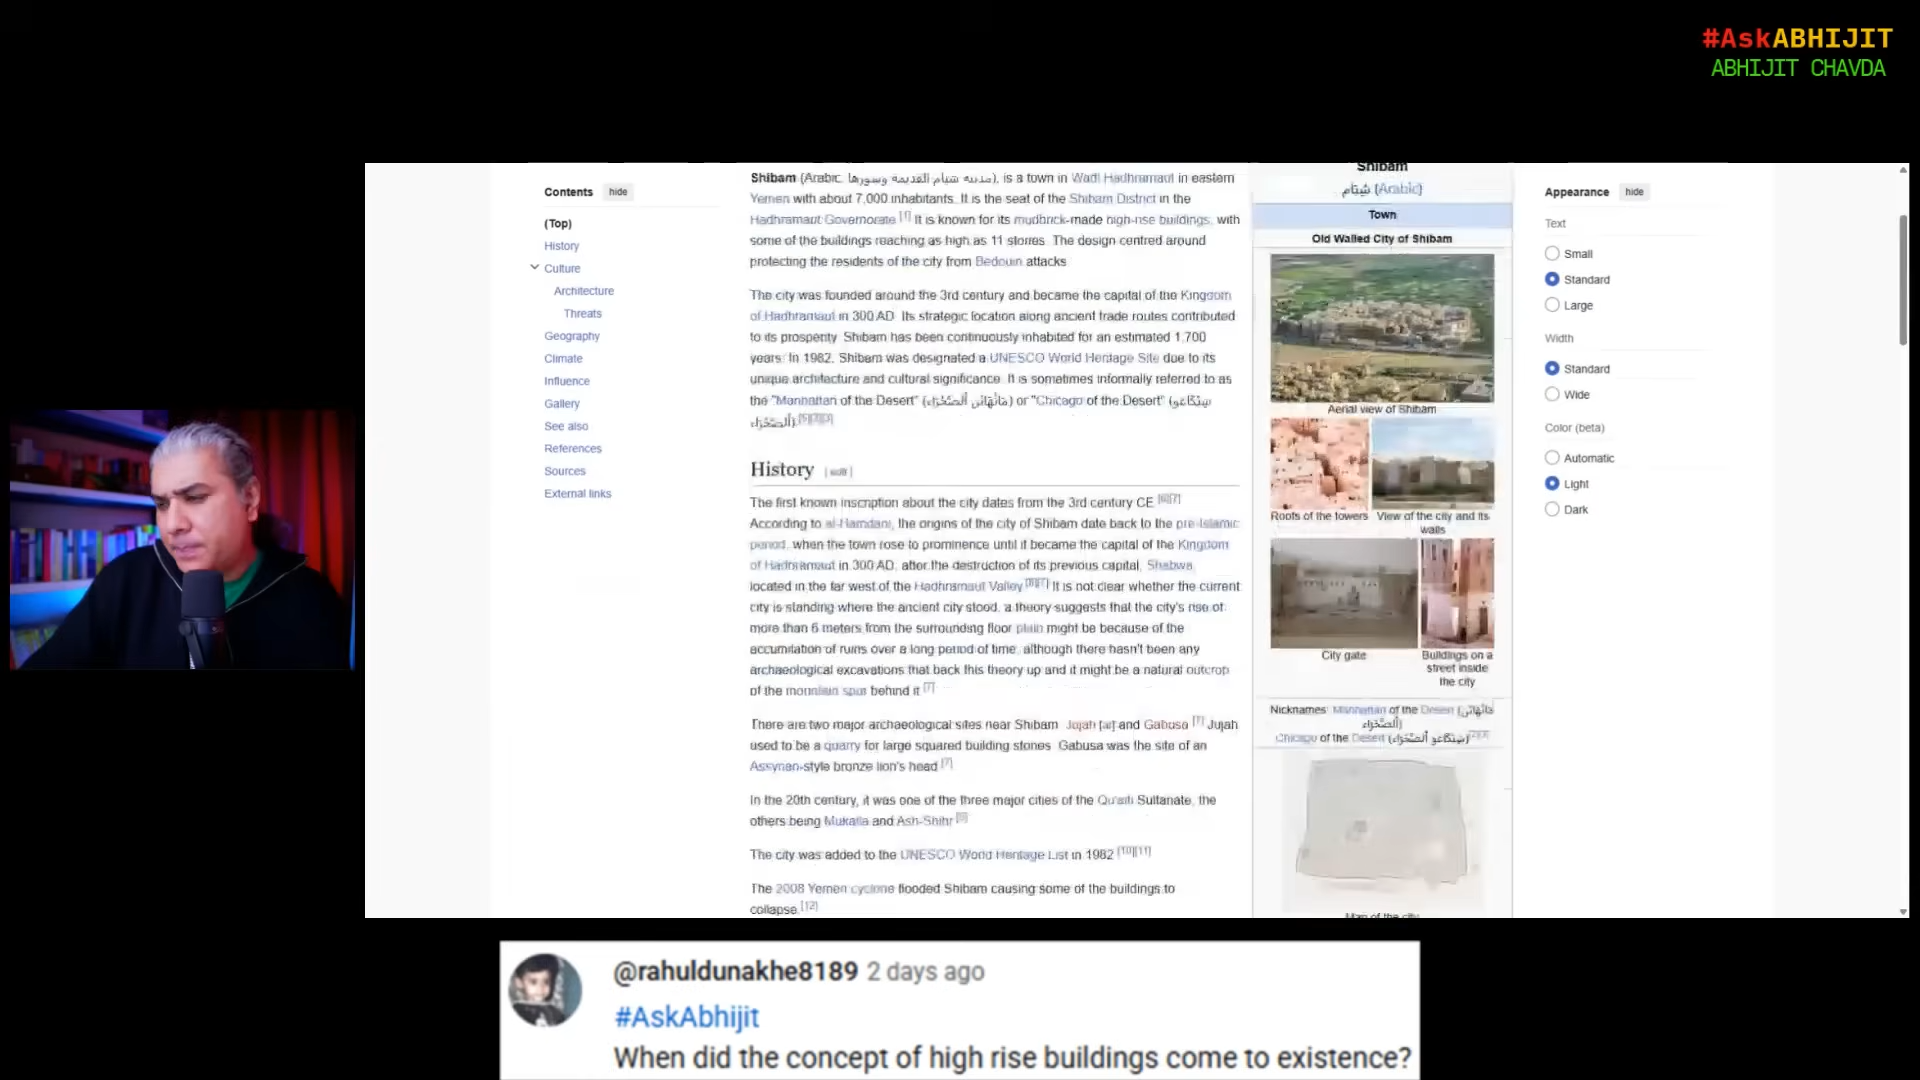 #AskABHIJIT
ABHIJIT CHAVDA
Contents hide
(Top)
History
Culture
Architecture
Threats
Geography
Climate
Influence
Gallery
See also
References
Sources
External links
Shibam (Arabic: مدينة شبام القديمة وسورها), is a town in Wadi Hadhramaut in eastern
Yemen with about 7,000 inhabitants. It is the seat of the Shibam District in the
Hadhramaut Governorate.[1] It is known for its mudbrick-made high-rise buildings, with
some of the buildings reaching as high as 11 stories. The design centred around
protecting the residents of the city from Bedouin attacks.
The city was founded around the 3rd century and became the capital of the Kingdom
of Hadhramaut in 300 AD. Its strategic location along ancient trade routes contributed
to its prosperity. Shibam has been continuously inhabited for an estimated 1,700
years. In 1982, Shibam was designated a UNESCO World Heritage Site due to its
unique architecture and cultural significance. It is sometimes informally referred to as
the "Manhattan of the Desert" or "Chicago of the Desert"
History [edit]
The first known inscription about the city dates from the 3rd century CE.[6][7]
According to al-Hamdani, the origins of the city of Shibam date back to the pre-Islamic
period, when the town rose to prominence until it became the capital of the Kingdom
of Hadhramaut in 300 AD, after the destruction of its previous capital, Shabwa,
located in the far west of the Hadhramaut Valley. It is not clear whether the current
city is standing where the ancient city stood, a theory suggests that the city's rise of
more than 6 meters from the surrounding floor plain might be because of the
accumilation of ruins over a long period of time, although there hasn't been any
archaeological excavations that back this theory up and it might be a natural outcrop
of the mountain spur behind it.[7]
There are two major archaeological sites near Shibam: Jujah [ar] and Gabusa.[7] Jujah
used to be a quarry for large squared building stones. Gabusa was the site of an
Assyrian-style bronze lion's head.[7]
In the 20th century, it was one of the three major cities of the Qu'aiti Sultanate, the
others being Mukalla and Ash-Shihr.
The city was added to the UNESCO World Heritage List in 1982.[10][11]
The 2008 Yemen cyclone flooded Shibam causing some of the buildings to
collapse.[12]
Shibam
شِبَام (Arabic)
Town
Old Walled City of Shibam
Aerial view of Shibam
Roofs of the towers
View of the city and its
walls
City gate
Buildings on a
street inside
the city
Nicknames: Manhattan of the Desert
Chicago of the Desert
Map of the city
Appearance hide
Text
Small
Standard
Large
Width
Standard
Wide
Color (beta)
Automatic
Light
Dark
@rahuldunakhe8189 2 days ago
#AskAbhijit
When did the concept of high rise buildings come to existence?